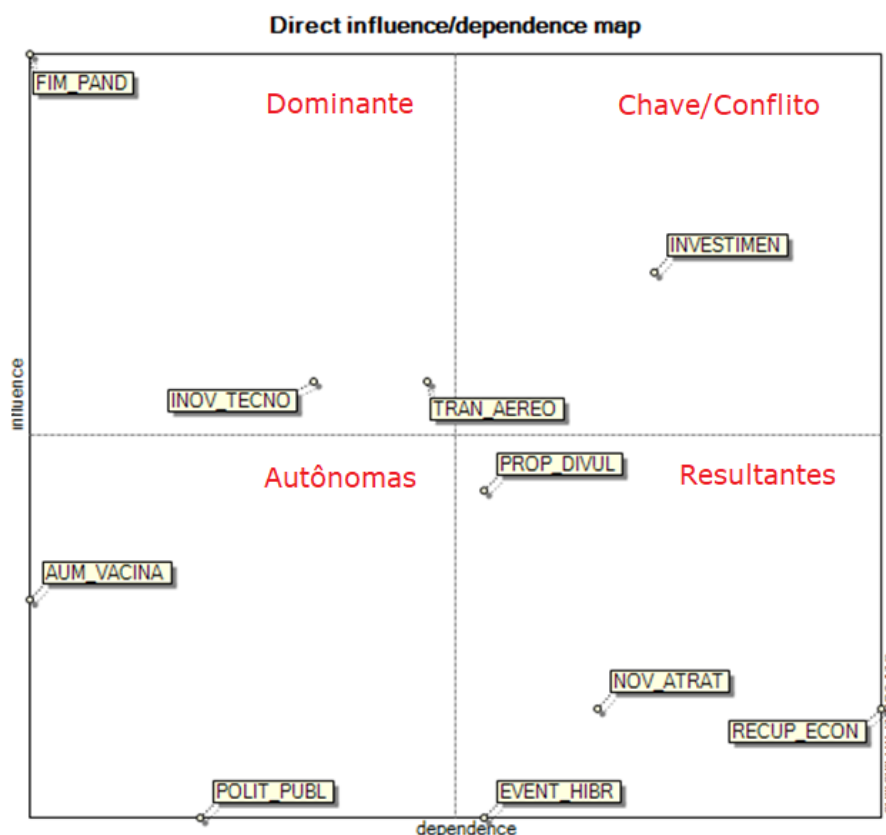 Direct influence/dependence map
FIM_PAND
Dominante
Chave/Conflito
INVESTIMEN
influence
INOV_TECNO
TRAN_AEREO
PROP_DIVUL
Autônomas
Resultantes
AUM_VACINA
NOV_ATRAT
RECUP_ECON
POLIT_PUBL
EVENT_HIBR
dependence